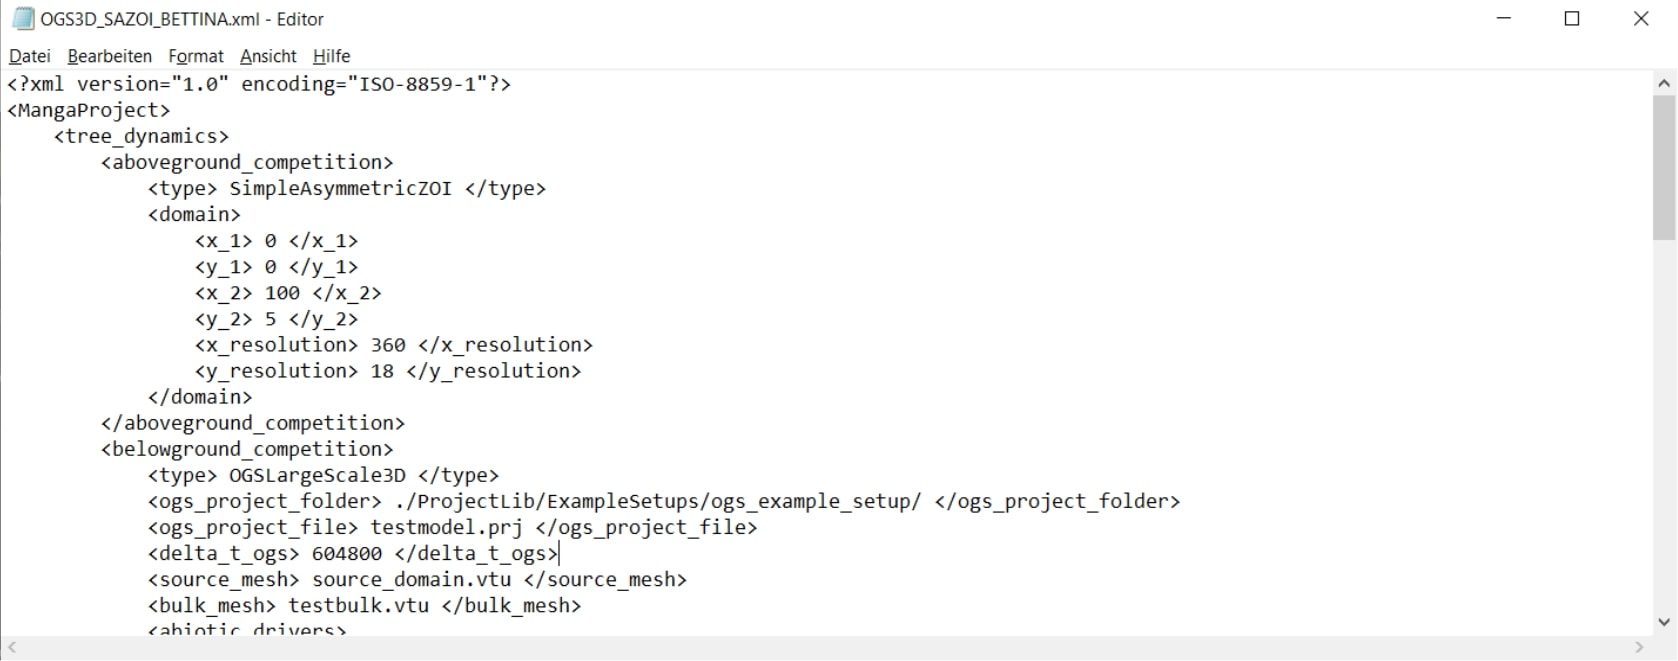 OGS3D_SAZOI_BETTINA.xml - Editor
Datei Bearbeiten Format Ansicht Hilfe
<?xml version="1.0" encoding="ISO-8859-1"?>
<MangaProject>
    <tree_dynamics>
        <aboveground_competition>
            <type> SimpleAsymmetricZOI </type>
            <domain>
                <x_1> 0 </x_1>
                <y_1> 0 </y_1>
                <x_2> 100 </x_2>
                <y_2> 5 </y_2>
                <x_resolution> 360 </x_resolution>
                <y_resolution> 18 </y_resolution>
            </domain>
        </aboveground_competition>
        <belowground_competition>
            <type> OGSLargeScale3D </type>
            <ogs_project_folder> ./ProjectLib/ExampleSetups/ogs_example_setup/ </ogs_project_folder>
            <ogs_project_file> testmodel.prj </ogs_project_file>
            <delta_t_ogs> 604800 </delta_t_ogs>
            <source_mesh> source_domain.vtu </source_mesh>
            <bulk_mesh> testbulk.vtu </bulk_mesh>
            <abiotic_drivers>